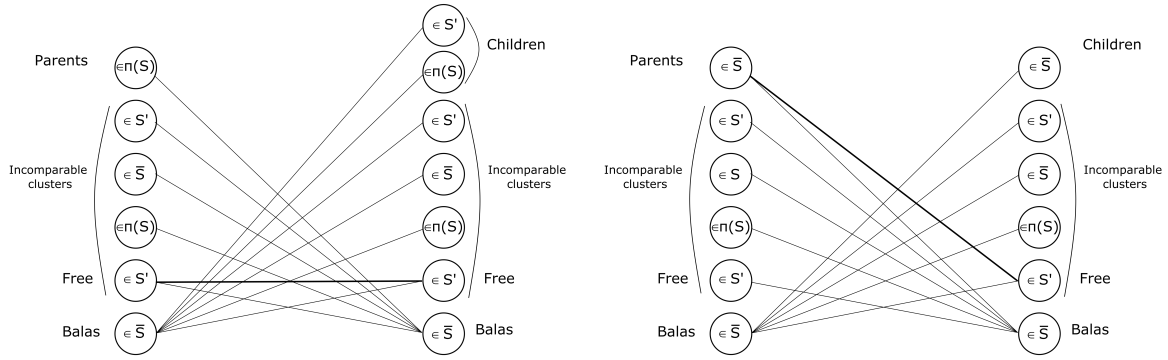 Parents
∈π(S)
∈ S'
Incomparable
clusters
∈ S̅
∈π(S)
Free
∈ S'
Balas
∈ S̅
∈ S'
Children
∈π(S)
∈ S'
∈ S̅
Incomparable
clusters
∈π(S)
∈ S'
Free
∈ S̅
Balas
Parents
∈ S̅
∈ S'
Incomparable
clusters
∈ S
∈π(S)
Free
∈ S'
Balas
∈ S̅
Children
∈ S̅
∈ S'
∈ S̅
Incomparable
clusters
∈π(S)
∈ S'
Free
∈ S̅
Balas